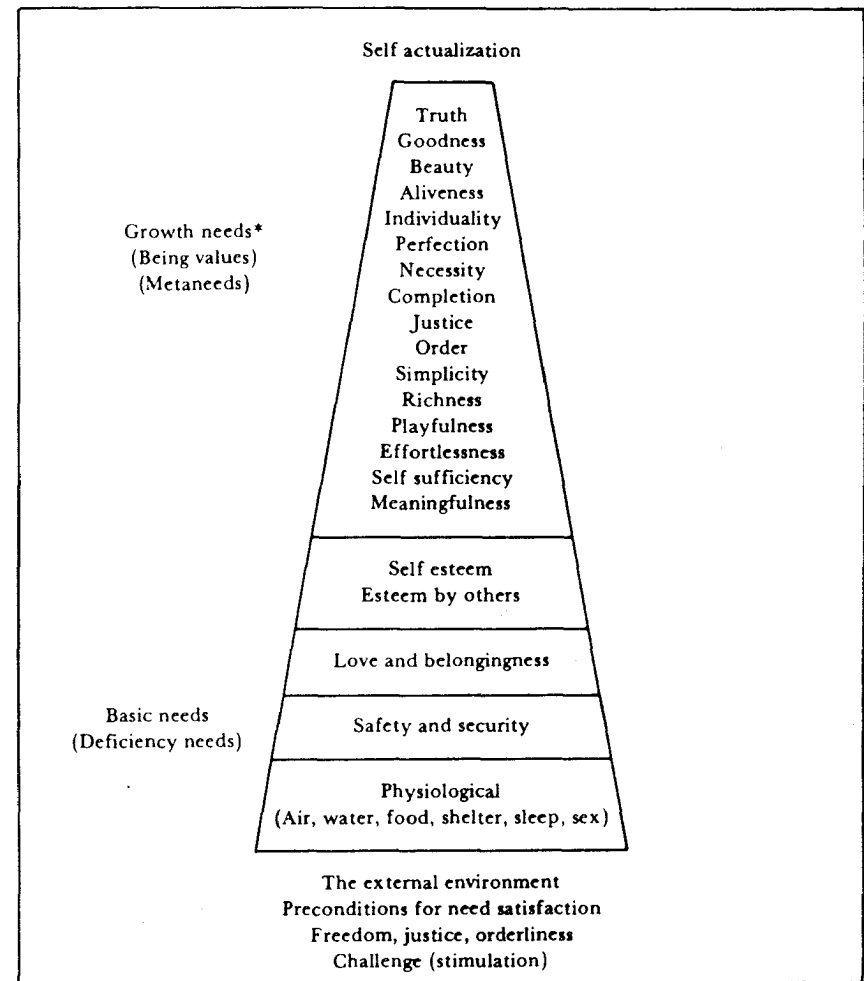 Self actualization
Truth
Goodness
Beauty
Aliveness
Individuality
Growth needs*
(Being values)
(Metaneeds)
Perfection
Necessity
Completion
Justice
Order
Simplicity
Richness
Playfulness
Effortlessness
Self sufficiency
Meaningfulness
Self esteem
Esteem by others
Love and belongingness
Basic needs
(Deficiency needs)
Safety and security
Physiological
(Air, water, food, shelter, sleep, sex)
The external environment
Preconditions for need satisfaction
Freedom, justice, orderliness
Challenge (stimulation)